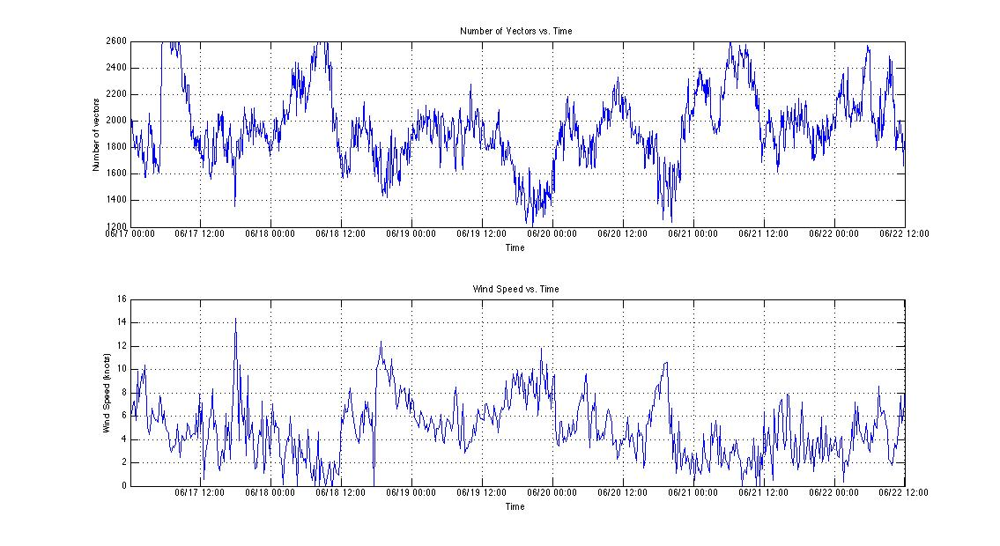 Number of Vectors vs. Time
2600
2400
2200
2000
1800
1600
1400
1200
Number of vectors
06/17 00:00 06/17 12:00 06/18 00:00 06/18 12:00 06/19 00:00 06/19 12:00 06/20 00:00 06/20 12:00 06/21 00:00 06/21 12:00 06/22 00:00 06/22 12:00
Time
Wind Speed vs. Time
16
14
12
10
8
6
4
2
0
Wind Speed (knots)
06/17 12:00 06/18 00:00 06/18 12:00 06/19 00:00 06/19 12:00 06/20 00:00 06/20 12:00 06/21 00:00 06/21 12:00 06/22 00:00 06/22 12:00
Time